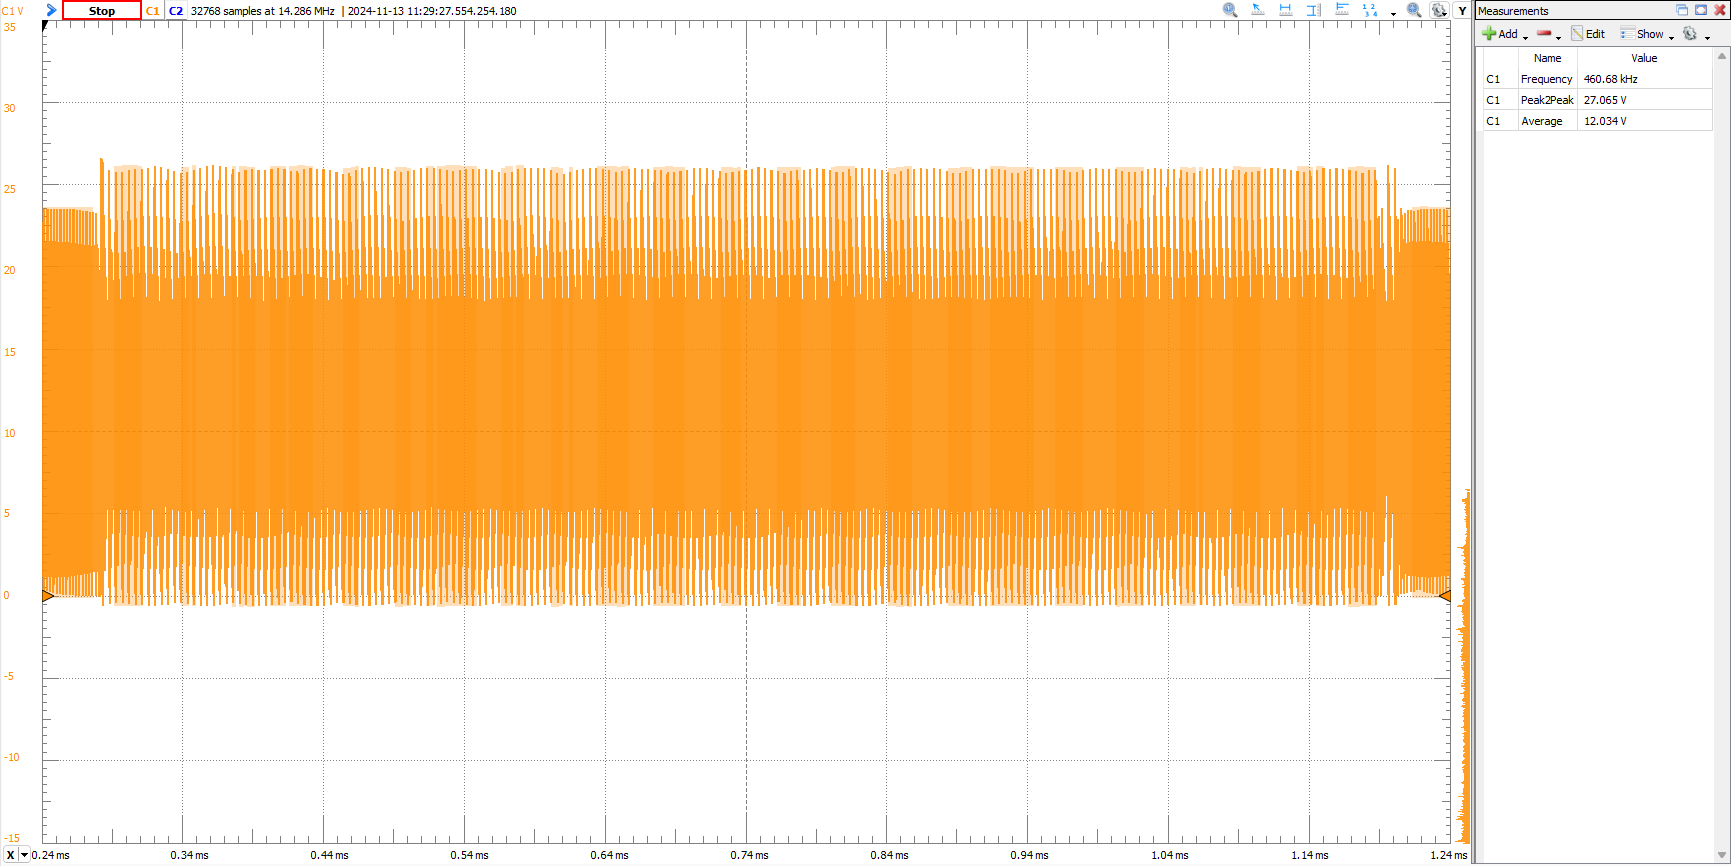 C1 V Stop C1 C2 32768 samples at 14.286 MHz | 2024-11-13 11:29:27.554.254.180 Y
Measurements
Add Edit Show
Name Value
C1 Frequency 460.68 kHz
C1 Peak2Peak 27.065 V
C1 Average 12.034 V
35
30
25
20
15
10
5
0
-5
-10
-15
X 0.24 ms 0.34 ms 0.44 ms 0.54 ms 0.64 ms 0.74 ms 0.84 ms 0.94 ms 1.04 ms 1.14 ms 1.24 ms